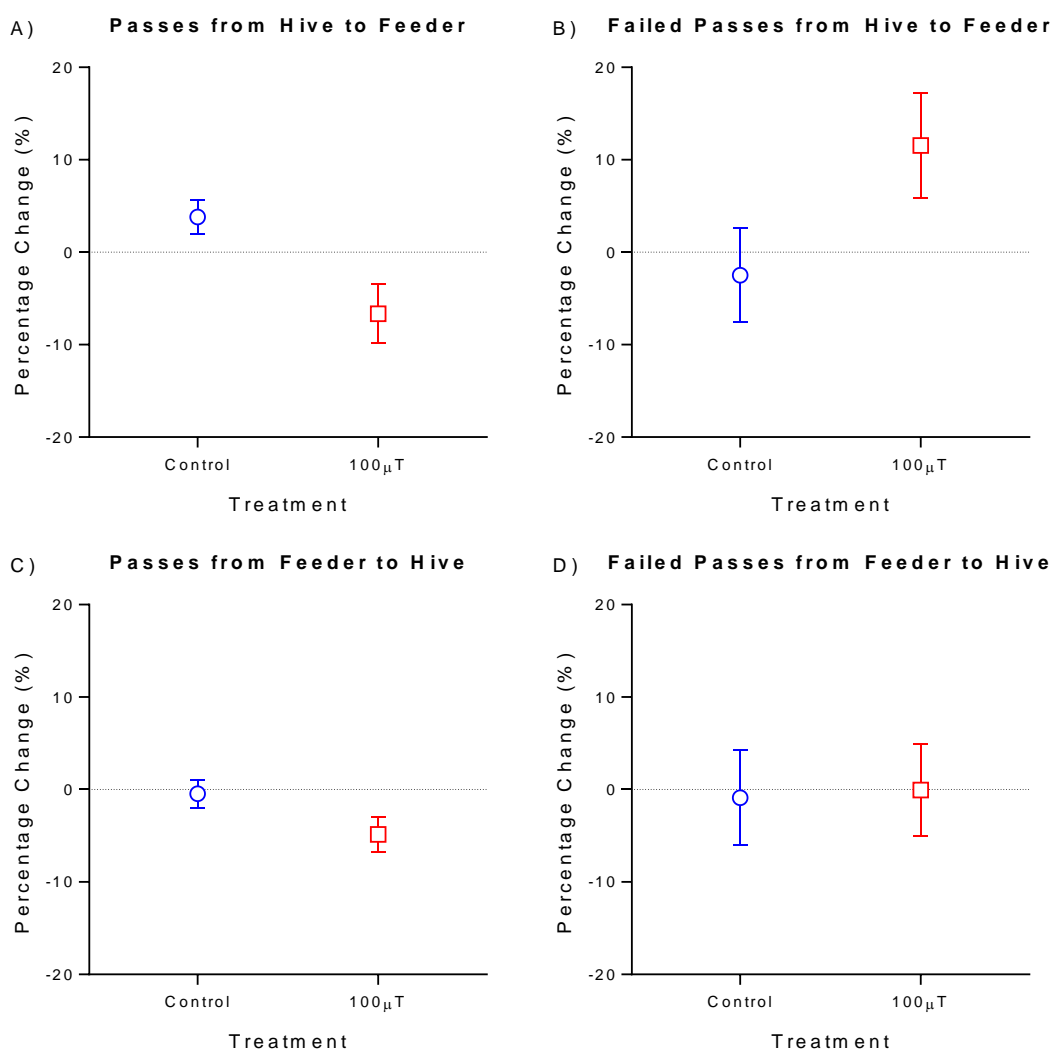 A) Passes from Hive to Feeder
Percentage Change (%)
20
10
0
-10
-20
Control 100μT
Treatment
B) Failed Passes from Hive to Feeder
Percentage Change (%)
20
10
0
-10
-20
Control 100μT
Treatment
C) Passes from Feeder to Hive
Percentage Change (%)
20
10
0
-10
-20
Control 100μT
Treatment
D) Failed Passes from Feeder to Hive
Percentage Change (%)
20
10
0
-10
-20
Control 100μT
Treatment